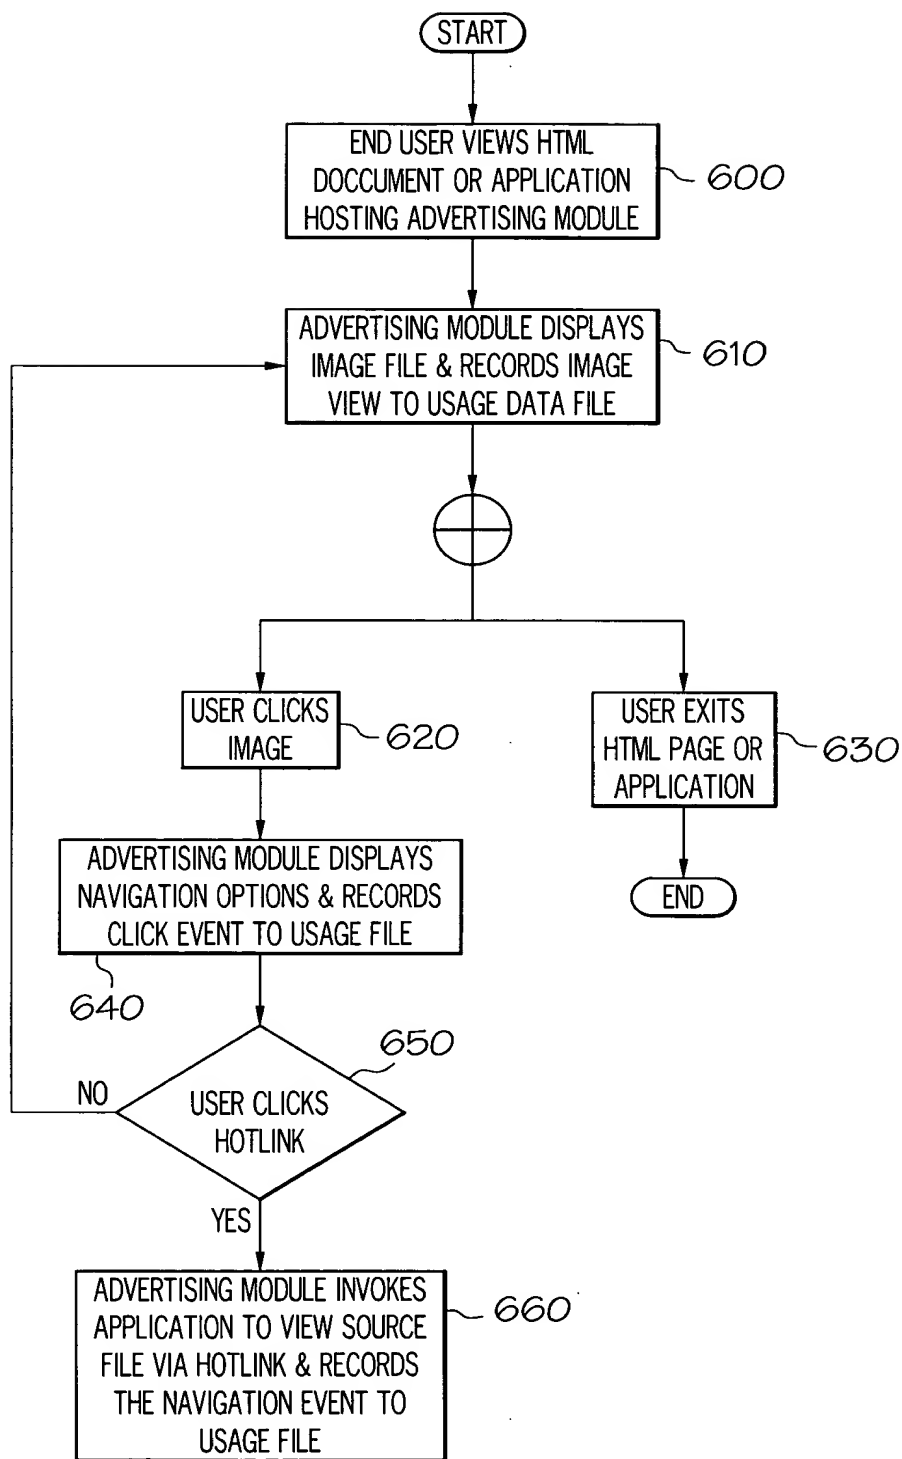 START
END USER VIEWS HTML
DOCCUMENT OR APPLICATION
HOSTING ADVERTISING MODULE
600
ADVERTISING MODULE DISPLAYS
IMAGE FILE & RECORDS IMAGE
VIEW TO USAGE DATA FILE
610
USER CLICKS
IMAGE
620
USER EXITS
HTML PAGE OR
APPLICATION
630
END
ADVERTISING MODULE DISPLAYS
NAVIGATION OPTIONS & RECORDS
CLICK EVENT TO USAGE FILE
640
650
NO
USER CLICKS
HOTLINK
YES
ADVERTISING MODULE INVOKES
APPLICATION TO VIEW SOURCE
FILE VIA HOTLINK & RECORDS
THE NAVIGATION EVENT TO
USAGE FILE
660